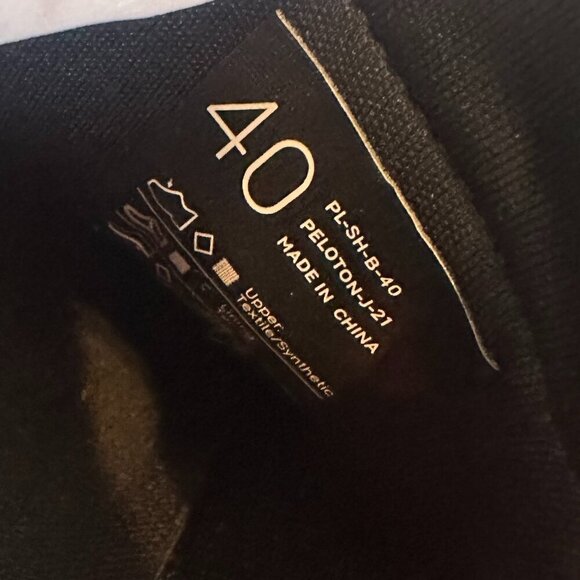 40
PL-SH-B-40
PELOTON-J-21
MADE IN CHINA
Upper:
Textile/Synthetic